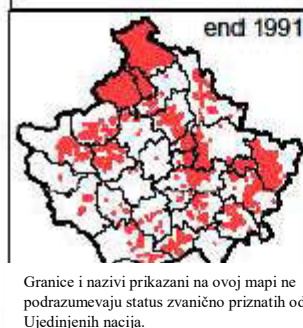 end 1991
Granice i nazivi prikazani na ovoj mapi ne
podrazumevaju status zvanično priznatih od
Ujedinjenih nacija.